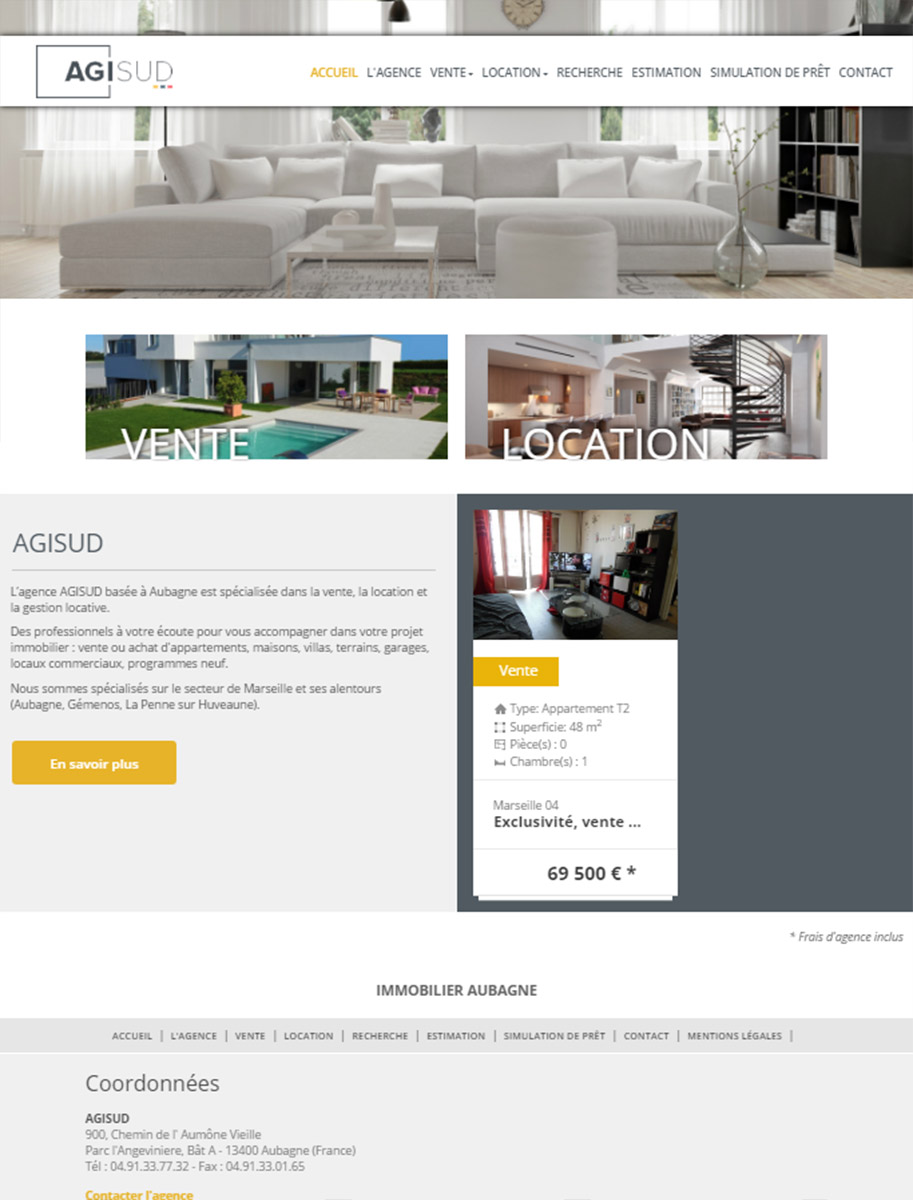 AGISUD
ACCUEIL L'AGENCE VENTE LOCATION RECHERCHE ESTIMATION SIMULATION DE PRÊT CONTACT
VENTE
LOCATION
AGISUD
L'agence AGISUD basée à Aubagne est spécialisée dans la vente, la location et
la gestion locative.
Des professionnels à votre écoute pour vous accompagner dans votre projet
immobilier : vente ou achat d'appartements, maisons, villas, terrains, garages,
locaux commerciaux, programmes neuf.
Nous sommes spécialisés sur le secteur de Marseille et ses alentours
(Aubagne, Gémenos, La Penne sur Huveaune).
En savoir plus
Vente
Type: Appartement T2
Superficie: 48 m²
Pièce(s) : 0
Chambre(s) : 1
Marseille 04
Exclusivité, vente ...
69 500 € *
* Frais d'agence inclus
IMMOBILIER AUBAGNE
ACCUEIL | L'AGENCE | VENTE | LOCATION | RECHERCHE | ESTIMATION | SIMULATION DE PRÊT | CONTACT | MENTIONS LÉGALES |
Coordonnées
AGISUD
900, Chemin de l' Aumône Vieille
Parc l'Angeviniere, Bât A - 13400 Aubagne (France)
Tél : 04.91.33.77.32 - Fax : 04.91.33.01.65
Contacter l'agence